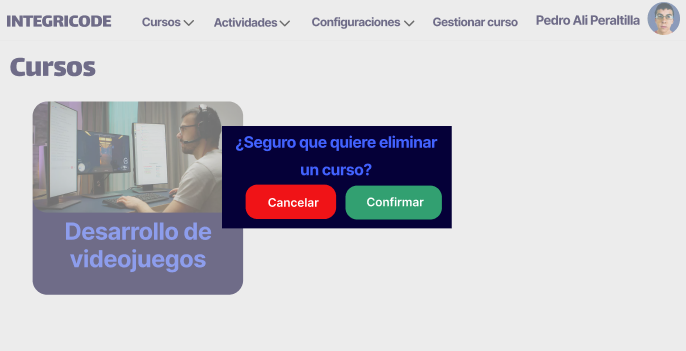 INTEGRICODE Cursos Actividades Configuraciones Gestionar curso Pedro Ali Peraltilla
Cursos
¿Seguro que quiere eliminar
un curso?
Cancelar Confirmar
Desarrollo de
videojuegos